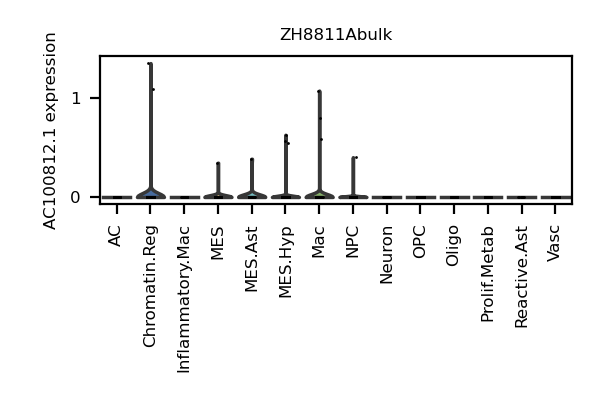 ZH8811Abulk
AC100812.1 expression
1
0
AC
Chromatin.Reg
Inflammatory.Mac
MES
MES.Ast
MES.Hyp
Mac
NPC
Neuron
OPC
Oligo
Prolif.Metab
Reactive.Ast
Vasc